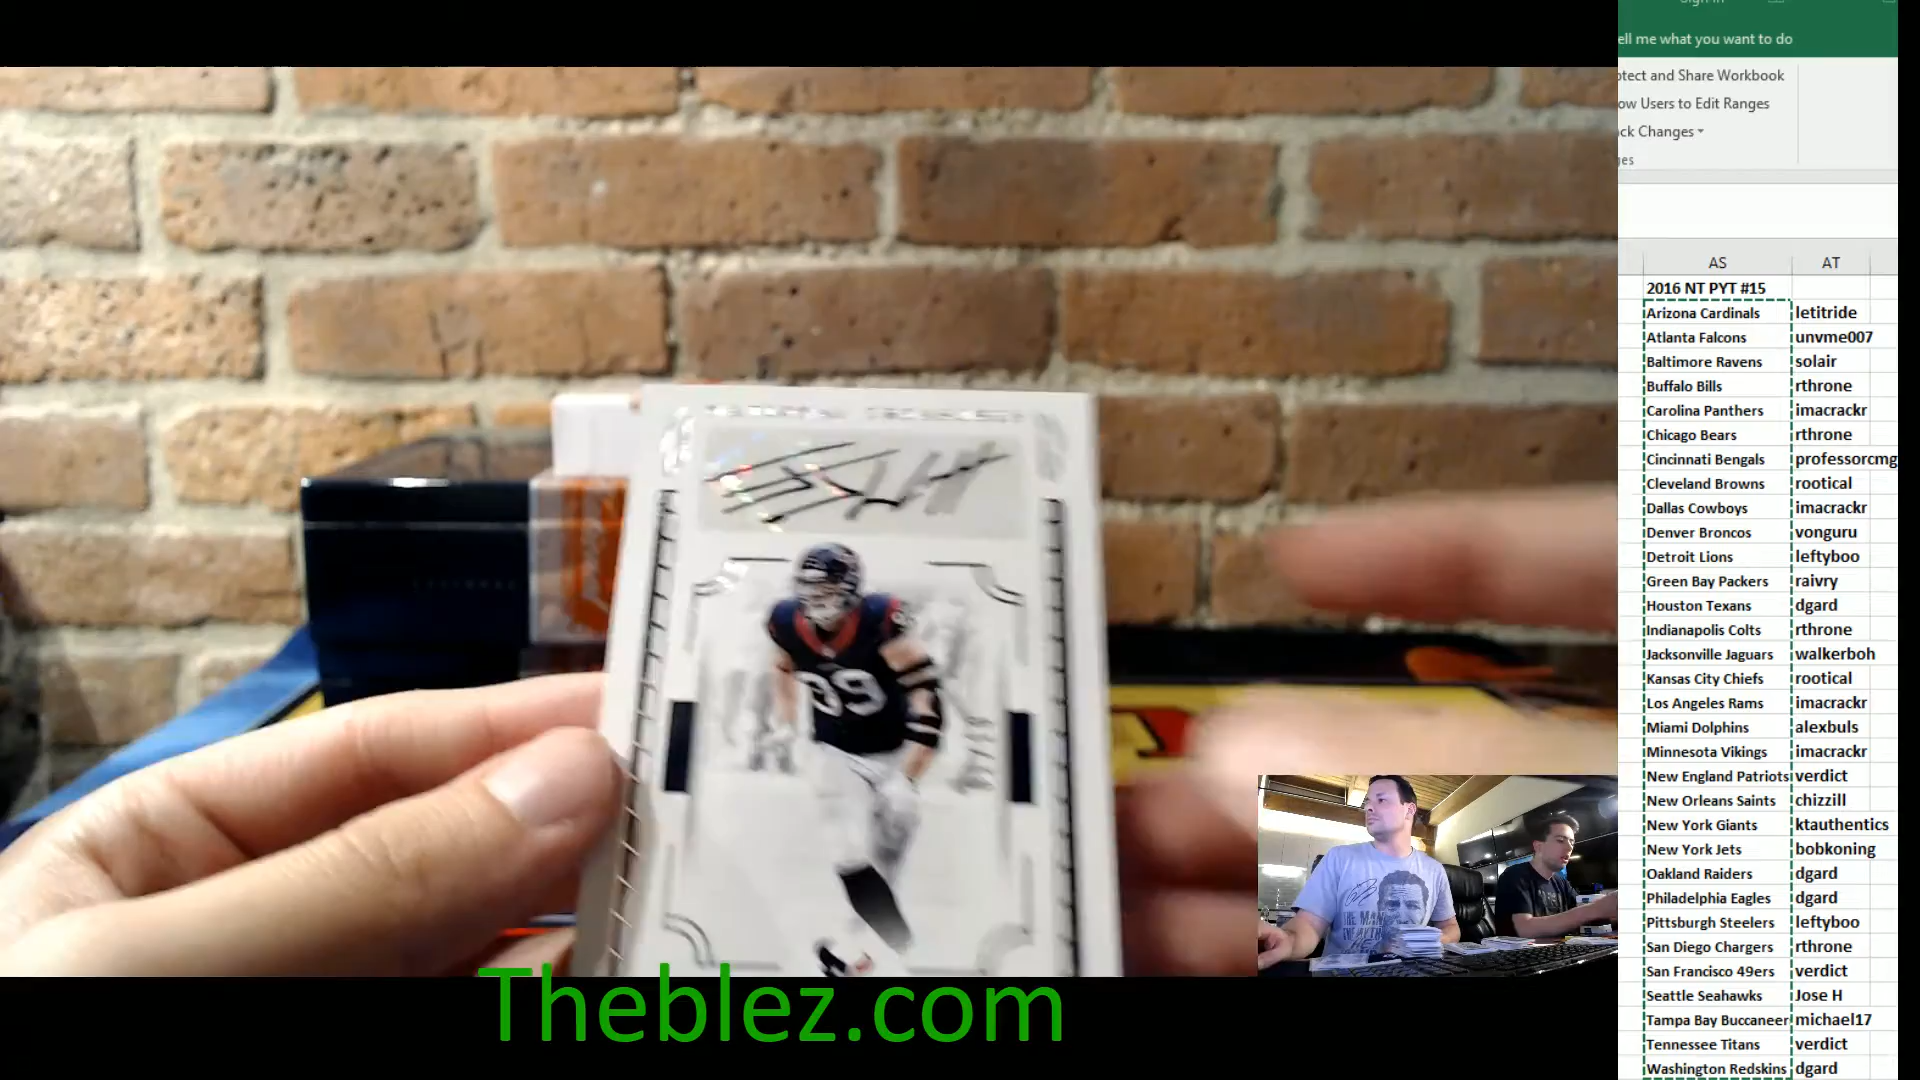 Sign in
ell me what you want to do
otect and Share Workbook
ow Users to Edit Ranges
ck Changes
ges
AS AT
2016 NT PYT #15
Arizona Cardinals letitride
Atlanta Falcons unvme007
Baltimore Ravens solair
Buffalo Bills rthrone
Carolina Panthers imacrackr
Chicago Bears rthrone
Cincinnati Bengals professorcmg
Cleveland Browns rootical
Dallas Cowboys imacrackr
Denver Broncos vonguru
Detroit Lions leftyboo
Green Bay Packers raivry
Houston Texans dgard
Indianapolis Colts rthrone
Jacksonville Jaguars walkerboh
Kansas City Chiefs rootical
Los Angeles Rams imacrackr
Miami Dolphins alexbuls
Minnesota Vikings imacrackr
New England Patriots verdict
New Orleans Saints chizzill
New York Giants ktauthentics
New York Jets bobkoning
Oakland Raiders dgard
Philadelphia Eagles dgard
Pittsburgh Steelers leftyboo
San Diego Chargers rthrone
San Francisco 49ers verdict
Seattle Seahawks Jose H
Tampa Bay Buccaneer michael17
Tennessee Titans verdict
Washington Redskins dgard
99
THE MAN
THE MYTH
Theblez.com